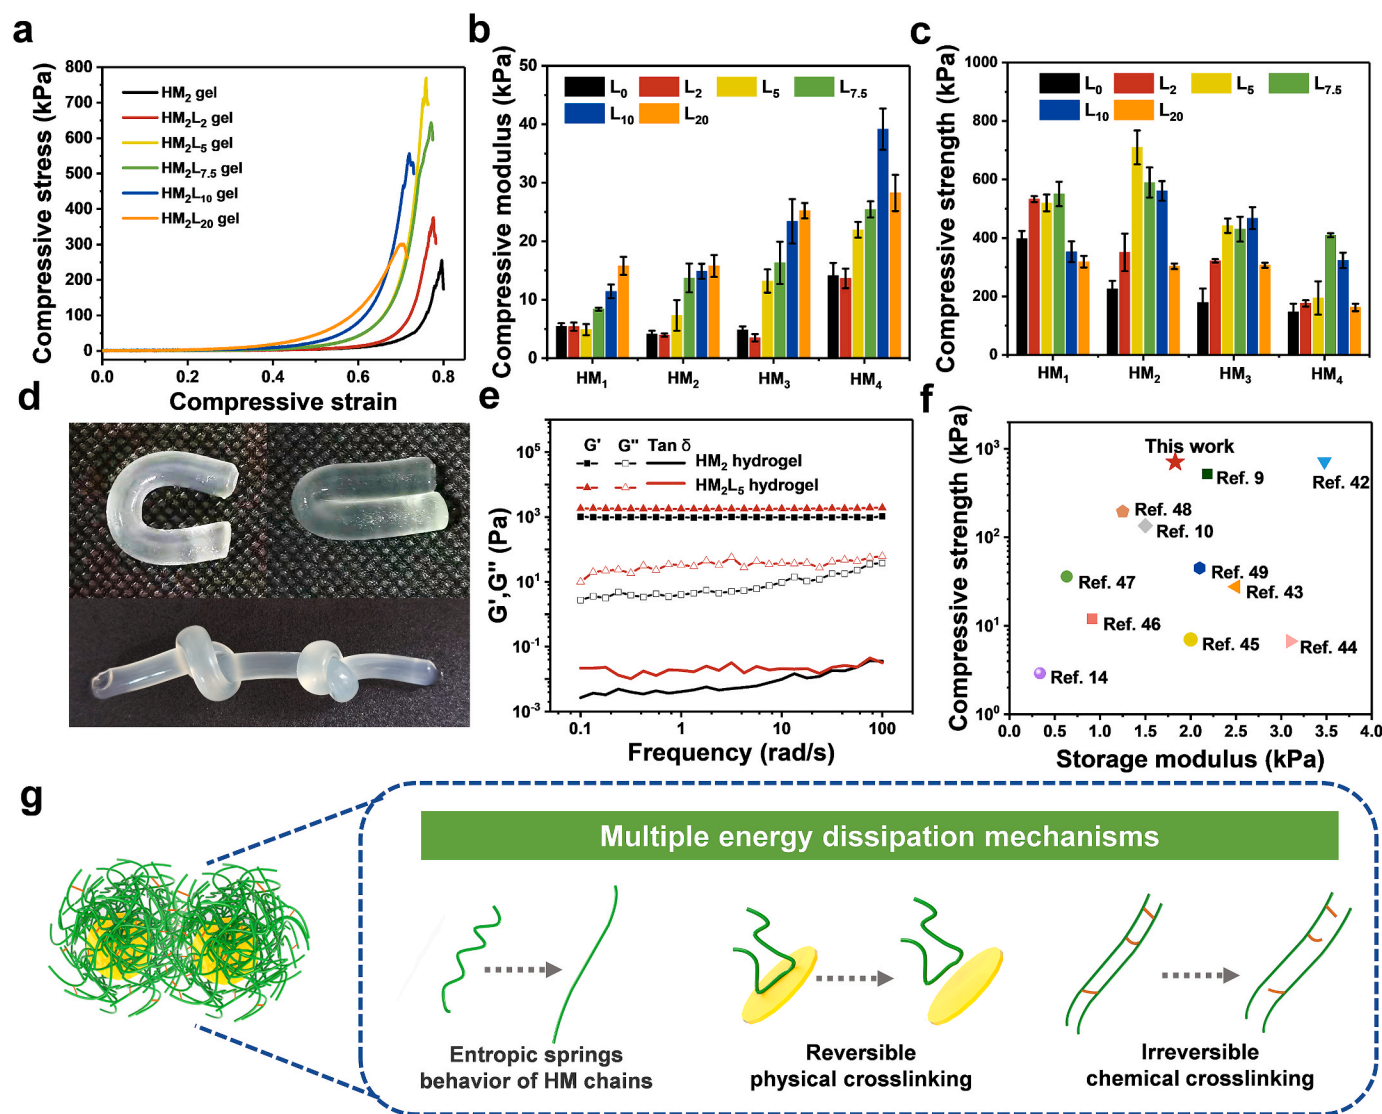 a
Compressive stress (kPa)
800
700
600
500
400
300
200
100
0
HM2 gel
HM2L2 gel
HM2L5 gel
HM2L7.5 gel
HM2L10 gel
HM2L20 gel
0.0 0.2 0.4 0.6 0.8
Compressive strain
b
Compressive modulus (kPa)
50
40
30
20
10
0
L0 L2 L5 L7.5
L10 L20
HM1 HM2 HM3 HM4
c
Compressive strength (kPa)
1000
800
600
400
200
0
L0 L2 L5 L7.5
L10 L20
HM1 HM2 HM3 HM4
d
e
G',G'' (Pa)
10^5
10^3
10^1
10^-1
10^-3
G' G'' Tan δ
HM2 hydrogel
HM2L5 hydrogel
0.1 1 10 100
Frequency (rad/s)
f
Compressive strength (kPa)
10^3
10^2
10^1
10^0
This work
Ref. 9
Ref. 42
Ref. 48
Ref. 10
Ref. 49
Ref. 47
Ref. 43
Ref. 46
Ref. 45
Ref. 44
Ref. 14
0.0 0.5 1.0 1.5 2.0 2.5 3.0 3.5 4.0
Storage modulus (kPa)
g
Multiple energy dissipation mechanisms
Entropic springs
behavior of HM chains
Reversible
physical crosslinking
Irreversible
chemical crosslinking